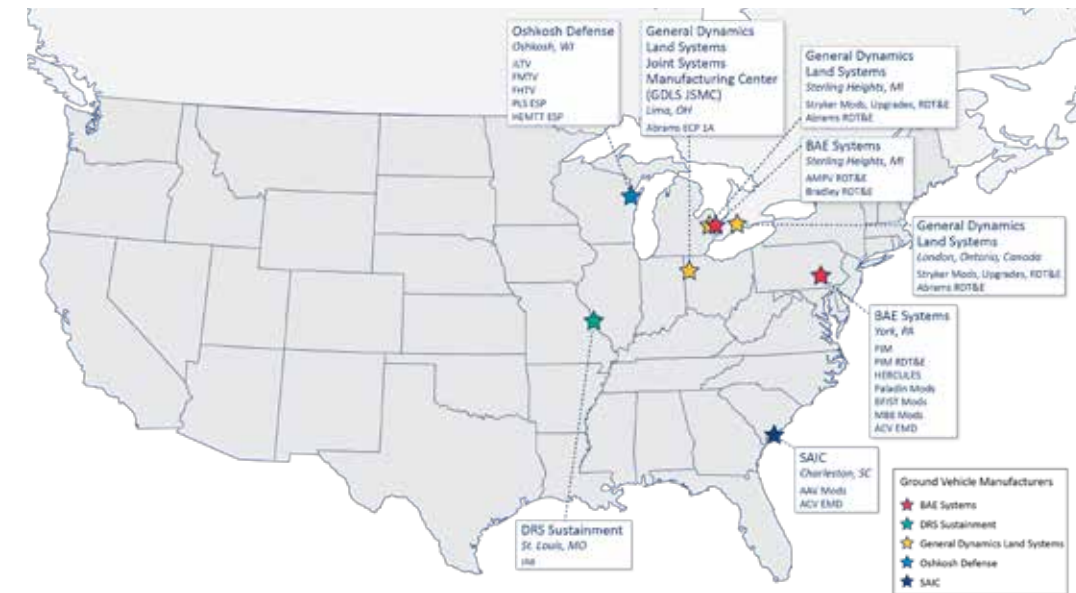 Oshkosh Defense
Oshkosh, WI
JLTV
FMTV
FHTV
PLS ESP
HEMTT ESP
General Dynamics
Land Systems
Joint Systems
Manufacturing Center
(GDLS JSMC)
Lima, OH
Abrams ECP 1A
General Dynamics
Land Systems
Sterling Heights, MI
Stryker Mods, Upgrades, RDT&E
Abrams RDT&E
BAE Systems
Sterling Heights, MI
AMPV RDT&E
Bradley RDT&E
General Dynamics
Land Systems
London, Ontario, Canada
Stryker Mods, Upgrades, RDT&E
Abrams RDT&E
BAE Systems
York, PA
PIM
PIM RDT&E
HERCULES
Paladin Mods
BFIST Mods
M88 Mods
ACV EMD
SAIC
Charleston, SC
AAV Mods
ACV EMD
DRS Sustainment
St. Louis, MO
Ground Vehicle Manufacturers
BAE Systems
DRS Sustainment
General Dynamics Land Systems
Oshkosh Defense
SAIC